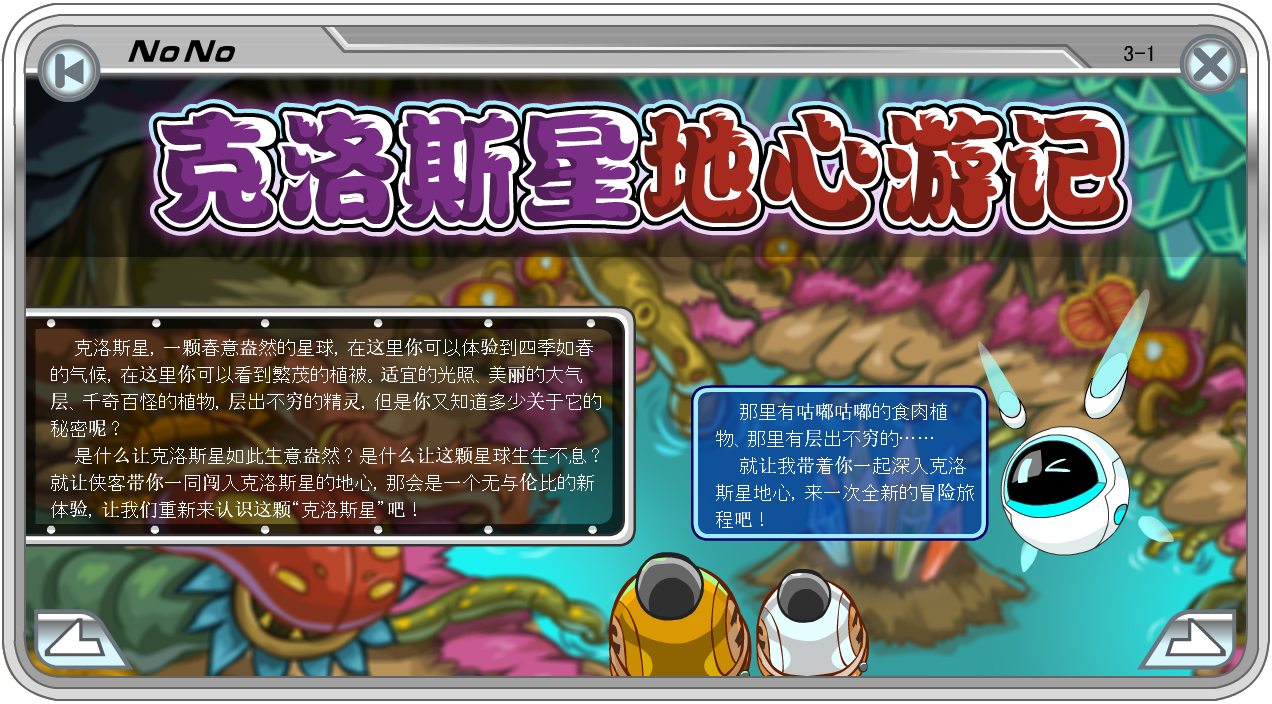 NoNo
3-1
克洛斯星地心游记
克洛斯星，一颗春意盎然的星球，在这里你可以体验到四季如春
的气候，在这里你可以看到繁茂的植被。适宜的光照、美丽的大气
层、千奇百怪的植物，层出不穷的精灵，但是你又知道多少关于它的
秘密呢？
是什么让克洛斯星如此生意盎然？是什么让这颗星球生生不息？
就让侠客带你一同闯入克洛斯星的地心，那会是一个无与伦比的新
体验，让我们重新来认识这颗“克洛斯星”吧！
那里有咕嘟咕嘟的食肉植
物、那里有层出不穷的……
就让我带着你一起深入克洛
斯星地心，来一次全新的冒险旅
程吧！